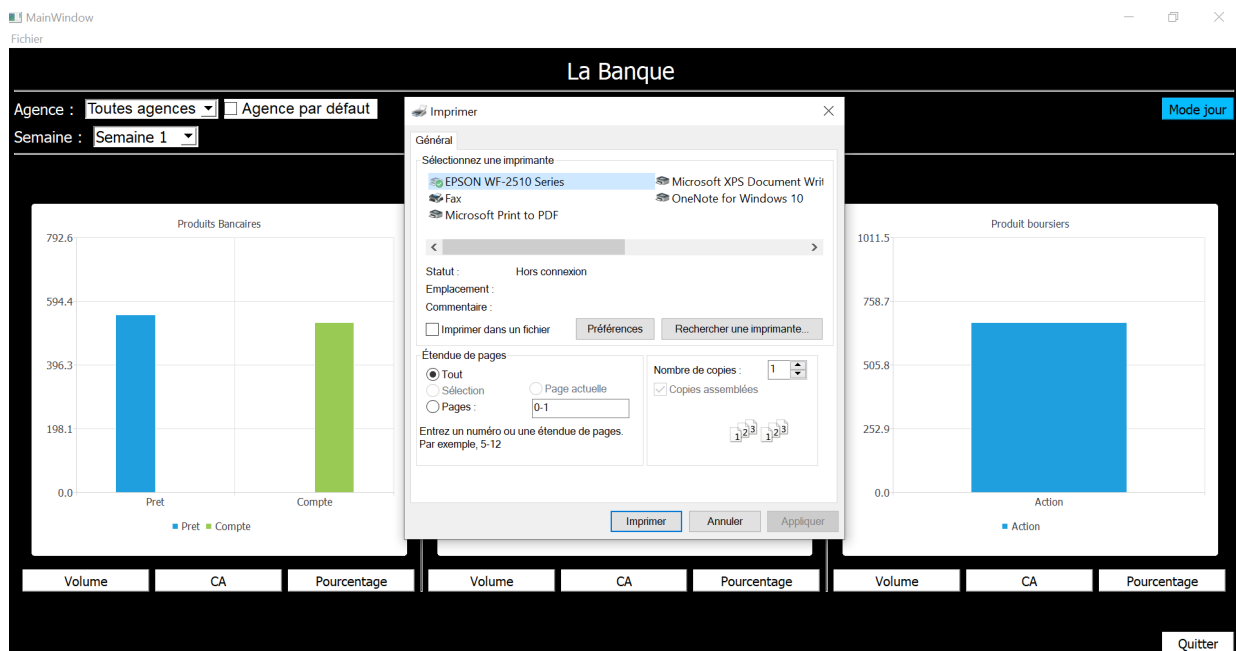 MainWindow
Fichier
La Banque
Agence : Toutes agences Agence par défaut
Mode jour
Semaine : Semaine 1
Imprimer
Général
Sélectionnez une imprimante
EPSON WF-2510 Series
Microsoft XPS Document Writ
Fax
OneNote for Windows 10
Microsoft Print to PDF
Statut : Hors connexion
Emplacement :
Commentaire :
Imprimer dans un fichier
Préférences
Rechercher une imprimante...
Étendue de pages
Tout
Sélection
Page actuelle
Pages : 0-1
Entrez un numéro ou une étendue de pages.
Par exemple, 5-12
Nombre de copies : 1
Copies assemblées
1 2 3 1 2 3
Imprimer
Annuler
Appliquer
Produits Bancaires
792.6
594.4
396.3
198.1
0.0
Pret Compte
Pret Compte
Produit boursiers
1011.5
758.7
505.8
252.9
0.0
Action
Action
Volume CA Pourcentage
Volume CA Pourcentage
Volume CA Pourcentage
Quitter